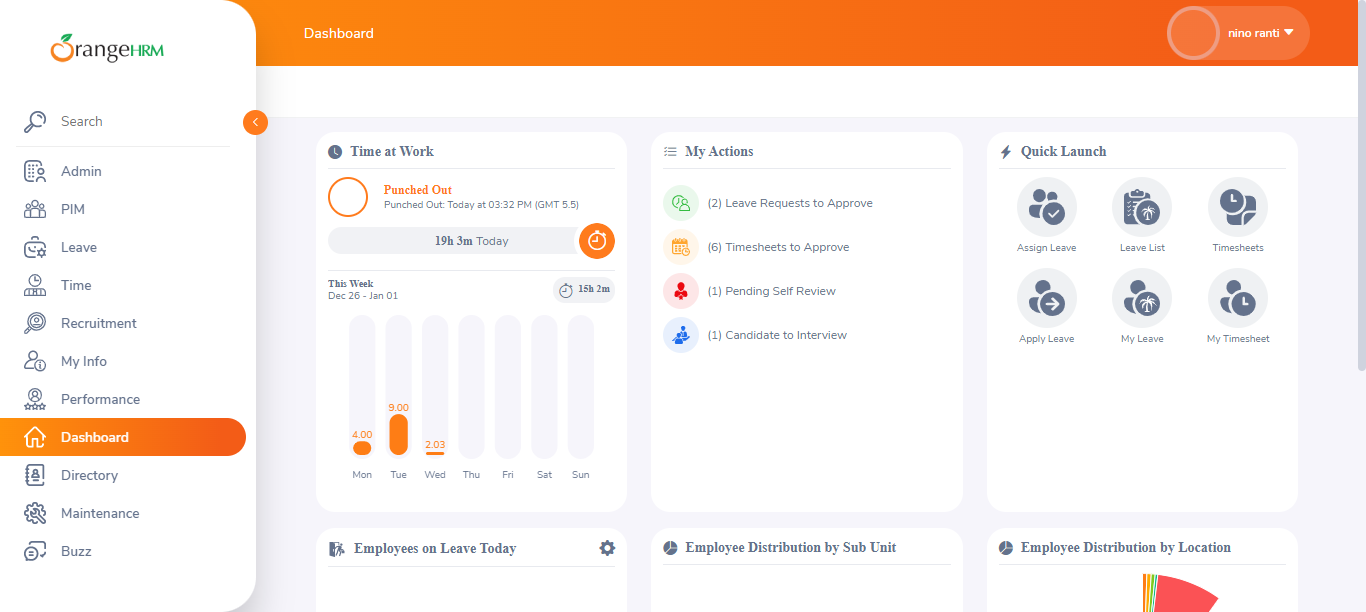 OrangeHRM
Search
Admin
PIM
Leave
Time
Recruitment
My Info
Performance
Dashboard
Directory
Maintenance
Buzz
Dashboard
nino ranti
Time at Work
Punched Out
Punched Out: Today at 03:32 PM (GMT 5.5)
19h 3m Today
This Week
Dec 26 - Jan 01
15h 2m
4.00
9.00
2.03
Mon Tue Wed Thu Fri Sat Sun
My Actions
(2) Leave Requests to Approve
(6) Timesheets to Approve
(1) Pending Self Review
(1) Candidate to Interview
Quick Launch
Assign Leave Leave List Timesheets
Apply Leave My Leave My Timesheet
Employees on Leave Today
Employee Distribution by Sub Unit
Employee Distribution by Location